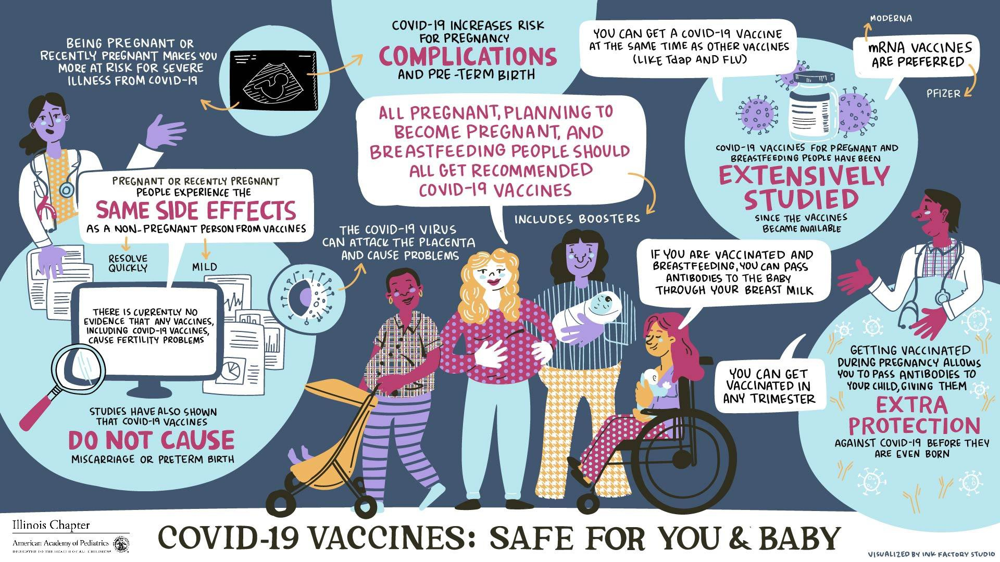 BEING PREGNANT OR
RECENTLY PREGNANT MAKES YOU
MORE AT RISK FOR SEVERE
ILLNESS FROM COVID-19
COVID-19 INCREASES RISK
FOR PREGNANCY
COMPLICATIONS
AND PRE-TERM BIRTH
YOU CAN GET A COVID-19 VACCINE
AT THE SAME TIME AS OTHER VACCINES
(LIKE Tdap AND FLU)
MODERNA
mRNA VACCINES
ARE PREFERRED
PFIZER
ALL PREGNANT, PLANNING TO
BECOME PREGNANT, AND
BREASTFEEDING PEOPLE SHOULD
ALL GET RECOMMENDED
COVID-19 VACCINES
INCLUDES BOOSTERS
COVID-19 VACCINES FOR PREGNANT AND
BREASTFEEDING PEOPLE HAVE BEEN
EXTENSIVELY
STUDIED
SINCE THE VACCINES
BECAME AVAILABLE
PREGNANT OR RECENTLY PREGNANT
PEOPLE EXPERIENCE THE
SAME SIDE EFFECTS
AS A NON-PREGNANT PERSON FROM VACCINES
RESOLVE
QUICKLY
MILD
THE COVID-19 VIRUS
CAN ATTACK THE PLACENTA
AND CAUSE PROBLEMS
IF YOU ARE VACCINATED AND
BREASTFEEDING, YOU CAN PASS
ANTIBODIES TO THE BABY
THROUGH YOUR BREAST MILK
THERE IS CURRENTLY NO
EVIDENCE THAT ANY VACCINES,
INCLUDING COVID-19 VACCINES,
CAUSE FERTILITY PROBLEMS
YOU CAN GET
VACCINATED IN
ANY TRIMESTER
GETTING VACCINATED
DURING PREGNANCY ALLOWS
YOU TO PASS ANTIBODIES TO
YOUR CHILD, GIVING THEM
EXTRA
PROTECTION
AGAINST COVID-19 BEFORE THEY
ARE EVEN BORN
STUDIES HAVE ALSO SHOWN
THAT COVID-19 VACCINES
DO NOT CAUSE
MISCARRIAGE OR PRETERM BIRTH
Illinois Chapter
American Academy of Pediatrics
DEDICATED TO THE HEALTH OF ALL CHILDREN®
COVID-19 VACCINES: SAFE FOR YOU & BABY
VISUALIZED BY INK FACTORY STUDIO